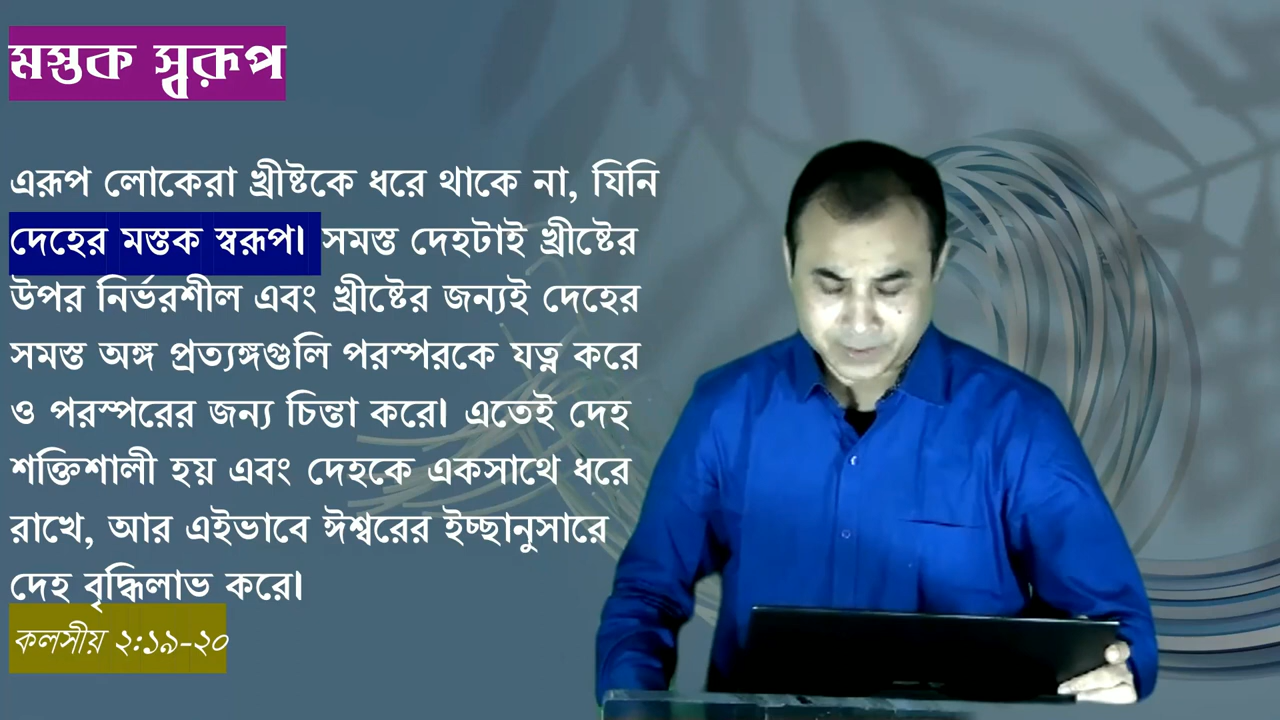 মস্তক স্বরূপ
এরূপ লোকেরা খ্রীষ্টকে ধরে থাকে না, যিনি
দেহের মস্তক স্বরূপ। সমস্ত দেহটাই খ্রীষ্টের
উপর নির্ভরশীল এবং খ্রীষ্টের জন্যই দেহের
সমস্ত অঙ্গ প্রত্যঙ্গগুলি পরস্পরকে যত্ন করে
ও পরস্পরের জন্য চিন্তা করে। এতেই দেহ
শক্তিশালী হয় এবং দেহকে একসাথে ধরে
রাখে, আর এইভাবে ঈশ্বরের ইচ্ছানুসারে
দেহ বৃদ্ধিলাভ করে।
কলসীয় ২:১৯-২০